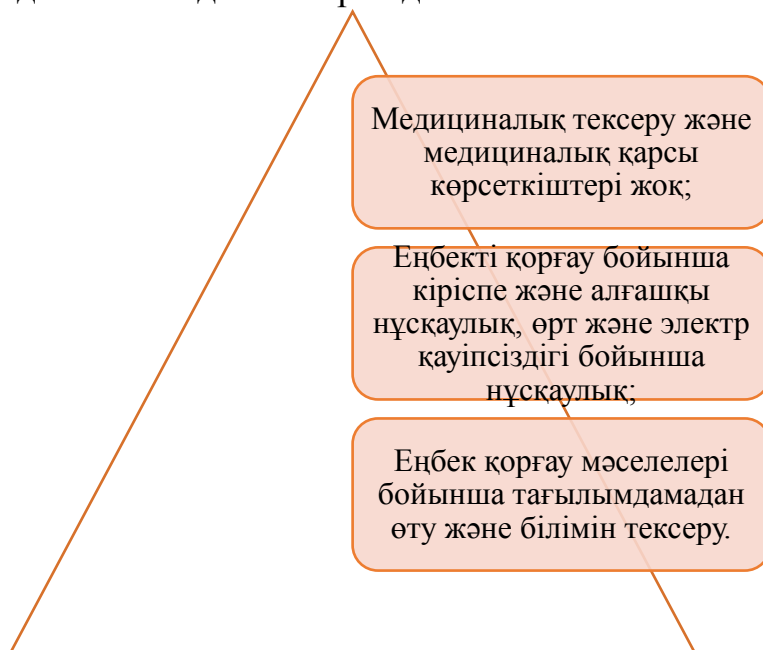 Медициналық тексеру және
медициналық қарсы
көрсеткіштері жоқ;
Еңбекті қорғау бойынша
кіріспе және алғашқы
нұсқаулық, өрт және электр
қауіпсіздігі бойынша
нұсқаулық;
Еңбек қорғау мәселелері
бойынша тағылымдамадан
өту және білімін тексеру.